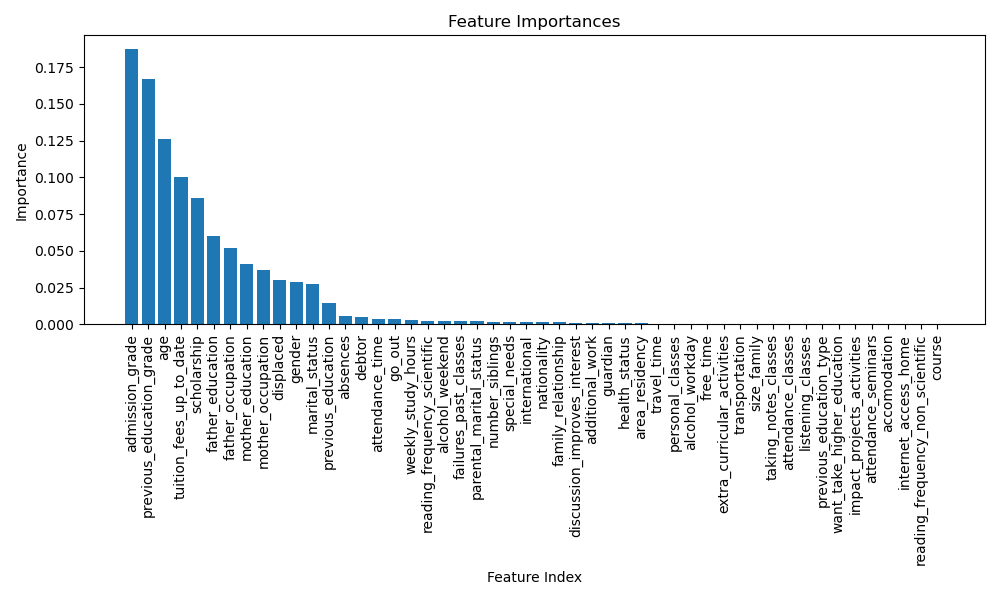 Feature Importances
Importance
0.175
0.150
0.125
0.100
0.075
0.050
0.025
0.000
admission_grade
previous_education_grade
age
tuition_fees_up_to_date
scholarship
father_education
father_occupation
mother_education
mother_occupation
displaced
gender
marital_status
previous_education
absences
debtor
attendance_time
go_out
weekly_study_hours
reading_frequency_scientific
alcohol_weekend
failures_past_classes
parental_marital_status
number_siblings
special_needs
international
nationality
family_relationship
discussion_improves_interest
additional_work
guardian
health_status
area_residency
travel_time
personal_classes
alcohol_workday
free_time
extra_curricular_activities
transportation
size_family
taking_notes_classes
attendance_classes
listening_classes
previous_education_type
want_take_higher_education
impact_projects_activities
attendance_seminars
accomodation
internet_access_home
reading_frequency_non_scientific
course
Feature Index